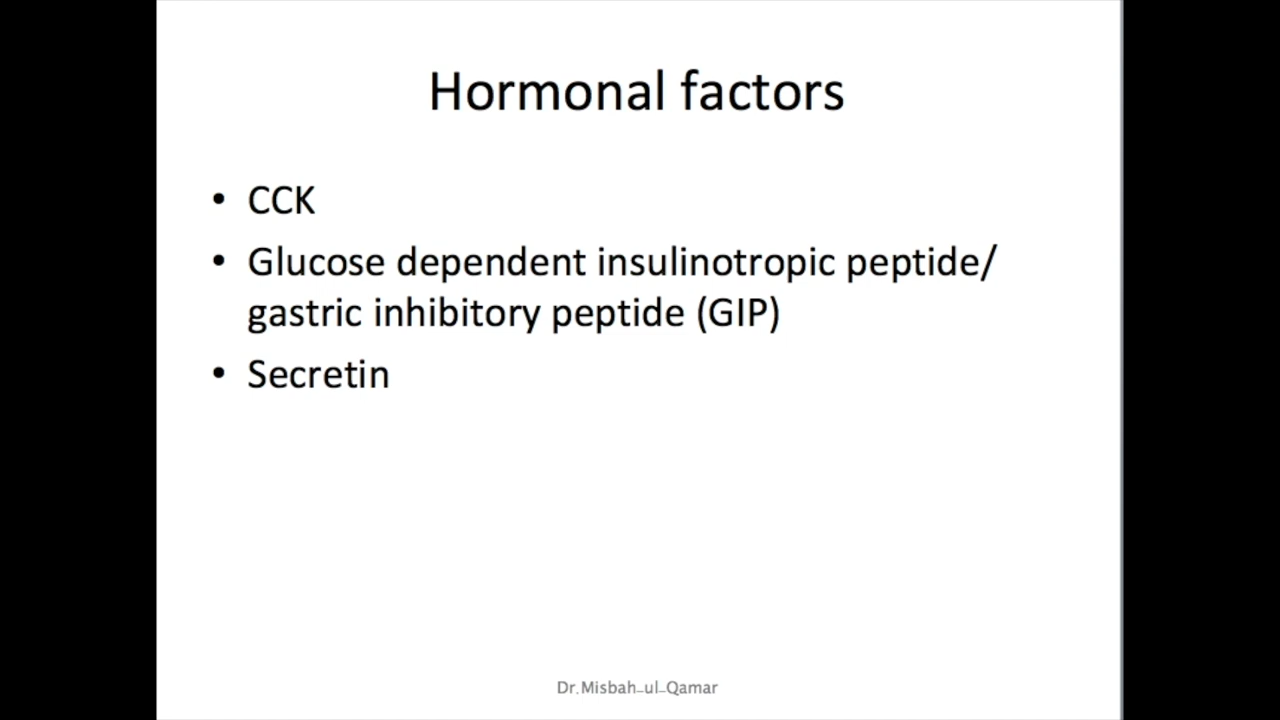 Hormonal factors
• CCK
• Glucose dependent insulinotropic peptide/
gastric inhibitory peptide (GIP)
• Secretin
Dr.Misbah-ul-Qamar